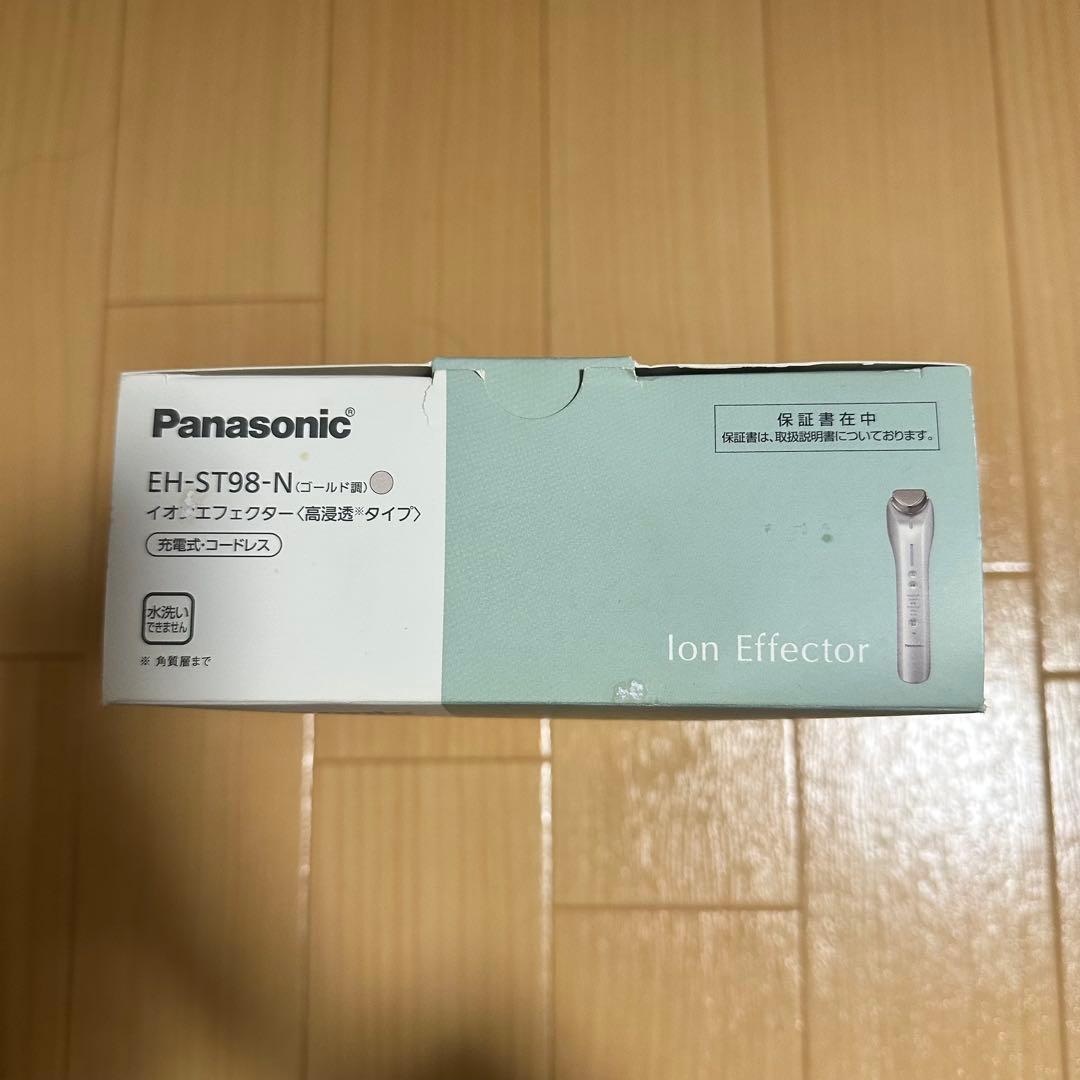 Panasonic®
EH-ST98-N(ゴールド調)
イオンエフェクター〈高浸透※タイプ〉
充電式・コードレス
水洗い
できません
※ 角質層まで
保証書在中
保証書は、取扱説明書についております。
Ion Effector